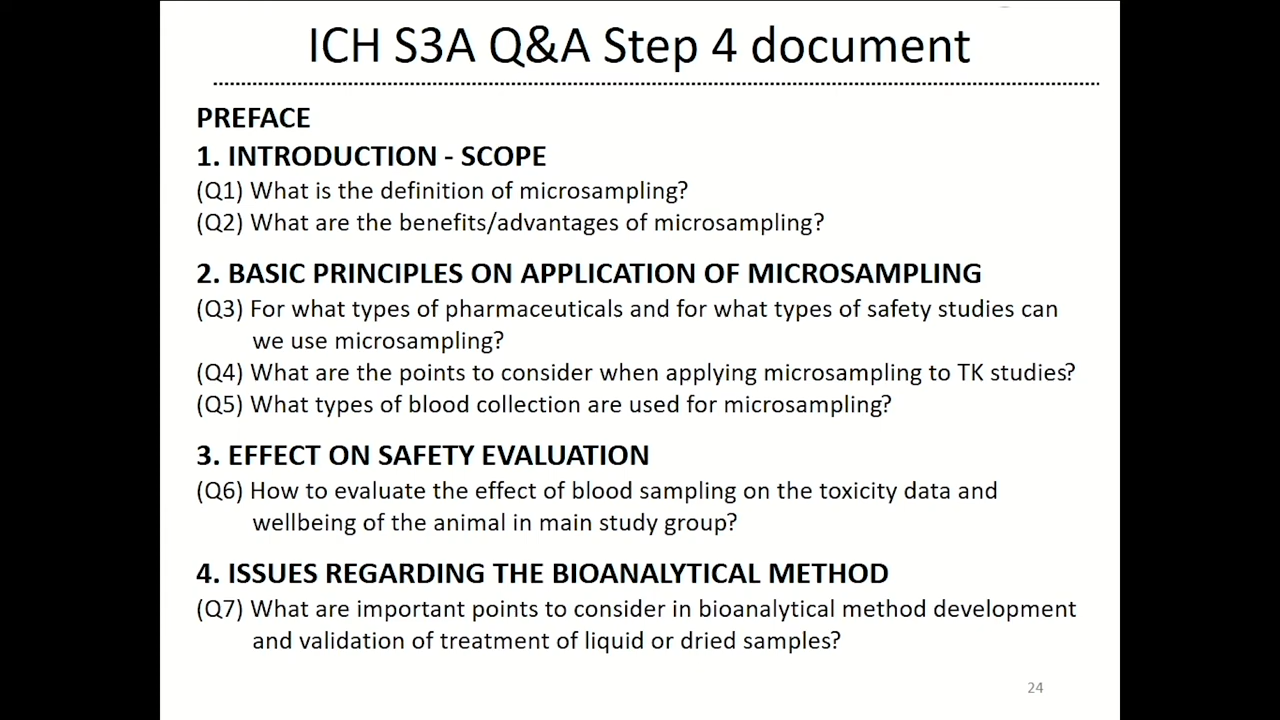 ICH S3A Q&A Step 4 document
PREFACE
1. INTRODUCTION - SCOPE
(Q1) What is the definition of microsampling?
(Q2) What are the benefits/advantages of microsampling?
2. BASIC PRINCIPLES ON APPLICATION OF MICROSAMPLING
(Q3) For what types of pharmaceuticals and for what types of safety studies can
we use microsampling?
(Q4) What are the points to consider when applying microsampling to TK studies?
(Q5) What types of blood collection are used for microsampling?
3. EFFECT ON SAFETY EVALUATION
(Q6) How to evaluate the effect of blood sampling on the toxicity data and
wellbeing of the animal in main study group?
4. ISSUES REGARDING THE BIOANALYTICAL METHOD
(Q7) What are important points to consider in bioanalytical method development
and validation of treatment of liquid or dried samples?
24